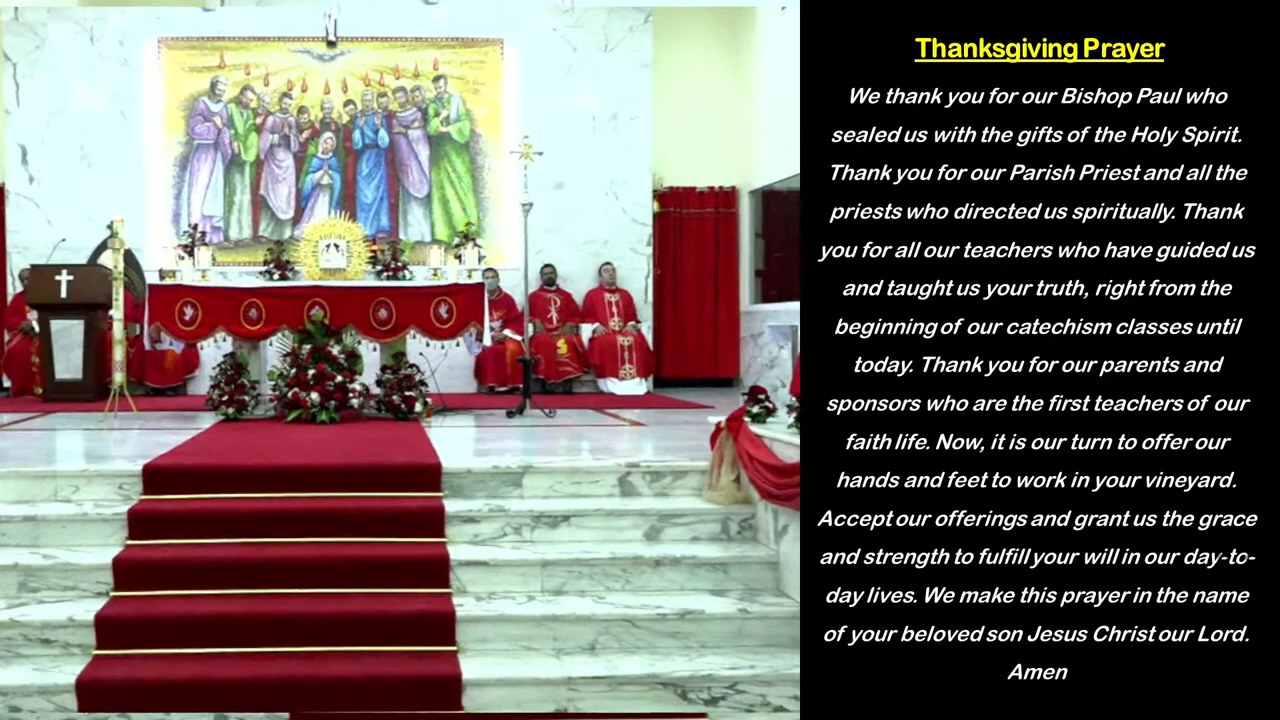 Thanksgiving Prayer
We thank you for our Bishop Paul who
sealed us with the gifts of the Holy Spirit.
Thank you for our Parish Priest and all the
priests who directed us spiritually. Thank
you for all our teachers who have guided us
and taught us your truth, right from the
beginning of our catechism classes until
today. Thank you for our parents and
sponsors who are the first teachers of our
faith life. Now, it is our turn to offer our
hands and feet to work in your vineyard.
Accept our offerings and grant us the grace
and strength to fulfill your will in our day-to-
day lives. We make this prayer in the name
of your beloved son Jesus Christ our Lord.
Amen